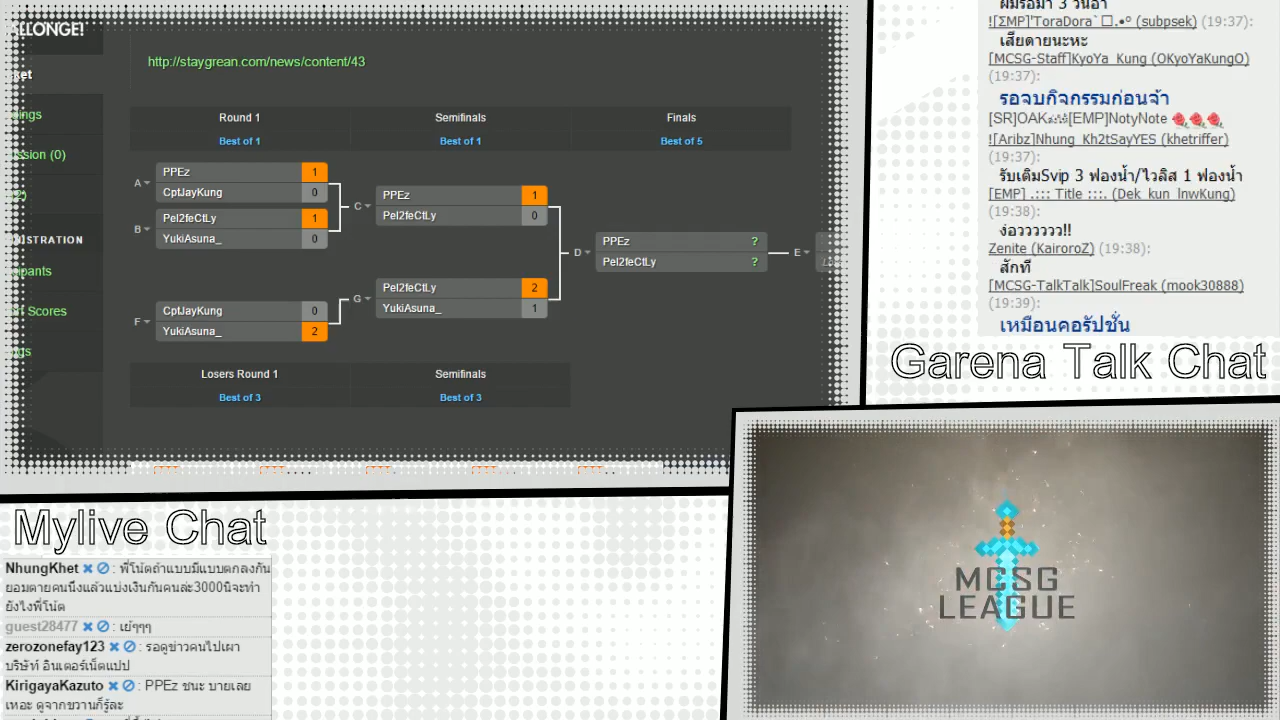 LLONGE!
http://staygrean.com/news/content/43
ket
ings
ssion (0)
ISTRATION
ipants
rt Scores
gs
Round 1
Semifinals
Finals
Best of 1
Best of 1
Best of 5
A
PPEz 1
CptJayKung 0
B
Pel2feCtLy 1
YukiAsuna_ 0
C
PPEz 1
Pel2feCtLy 0
D
PPEz ?
Pel2feCtLy ?
E
F
CptJayKung 0
YukiAsuna_ 2
G
Pel2feCtLy 2
YukiAsuna_ 1
Losers Round 1
Semifinals
Best of 3
Best of 3
ผมรอมา 3 วันอ่า
![ΣMP]'ToraDora`□.•º (subpsek) (19:37):
เสียดายนะหะ
[MCSG-Staff]KyoYa_Kung (OKyoYaKungO)
(19:37):
รอจบกิจกรรมก่อนจ้า
[EMP]NotyNote
![Aribz]Nhung_Kh2tSayYES (khetriffer)
(19:37):
รับเติมSvip 3 ฟองน้ำ/ไวลิส 1 ฟองน้ำ
[EMP] .::: Title :::. (Dek_kun_lnwKung)
(19:38):
ง่อวววววว!!
Zenite (KairoroZ) (19:38):
สักที
[MCSG-TalkTalk]SoulFreak (mook30888)
(19:39):
เหมือนคอรัปชั่น
Garena Talk Chat
Mylive Chat
NhungKhet : พี่โน้ตถ้าแบบมีแบบตกลงกัน
ยอมตายคนนึงแล้วแบ่งเงินกันคนล่ะ3000นิจะทำ
ยังไงพี่โน้ต
guest28477 : เย่ๆๆๆ
zerozonefay123 : รอดูข่าวคนไปเผา
บริษัท อินเตอร์เน็ตแปป
KirigayaKazuto : PPEz ชนะ บายเลย
เหอะ ดูจากขวานก็รู้ละ
MCSG
LEAGUE